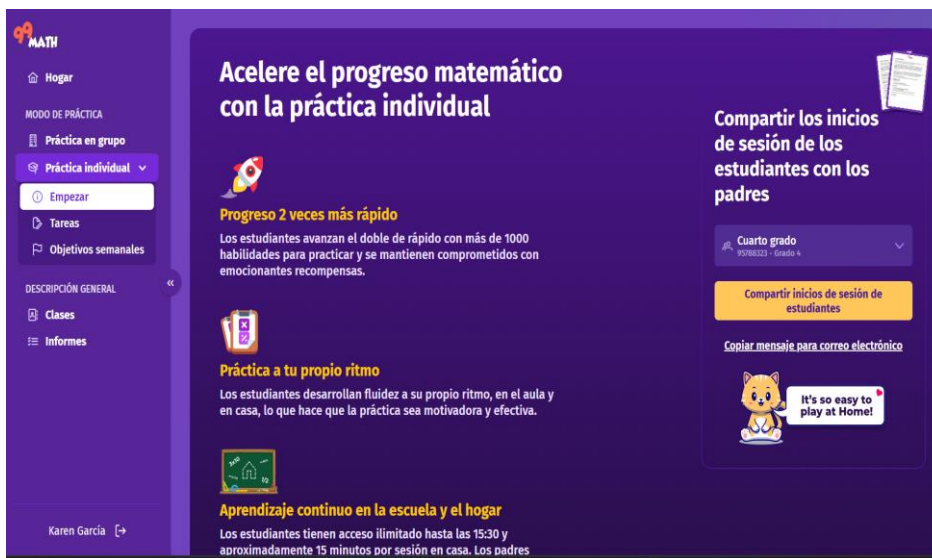 99
MATH
Hogar
MODO DE PRÁCTICA
Práctica en grupo
Práctica individual
Empezar
Tareas
Objetivos semanales
DESCRIPCIÓN GENERAL
Clases
Informes
Karen García
Acelere el progreso matemático
con la práctica individual
Progreso 2 veces más rápido
Los estudiantes avanzan el doble de rápido con más de 1000
habilidades para practicar y se mantienen comprometidos con
emocionantes recompensas.
Práctica a tu propio ritmo
Los estudiantes desarrollan fluidez a su propio ritmo, en el aula y
en casa, lo que hace que la práctica sea motivadora y efectiva.
Aprendizaje continuo en la escuela y el hogar
Los estudiantes tienen acceso ilimitado hasta las 15:30 y
aproximadamente 15 minutos por sesión en casa. Los padres
Compartir los inicios
de sesión de los
estudiantes con los
padres
Cuarto grado
95788323 - Grado 4
Compartir inicios de sesión de
estudiantes
Copiar mensaje para correo electrónico
It's so easy to
play at Home!